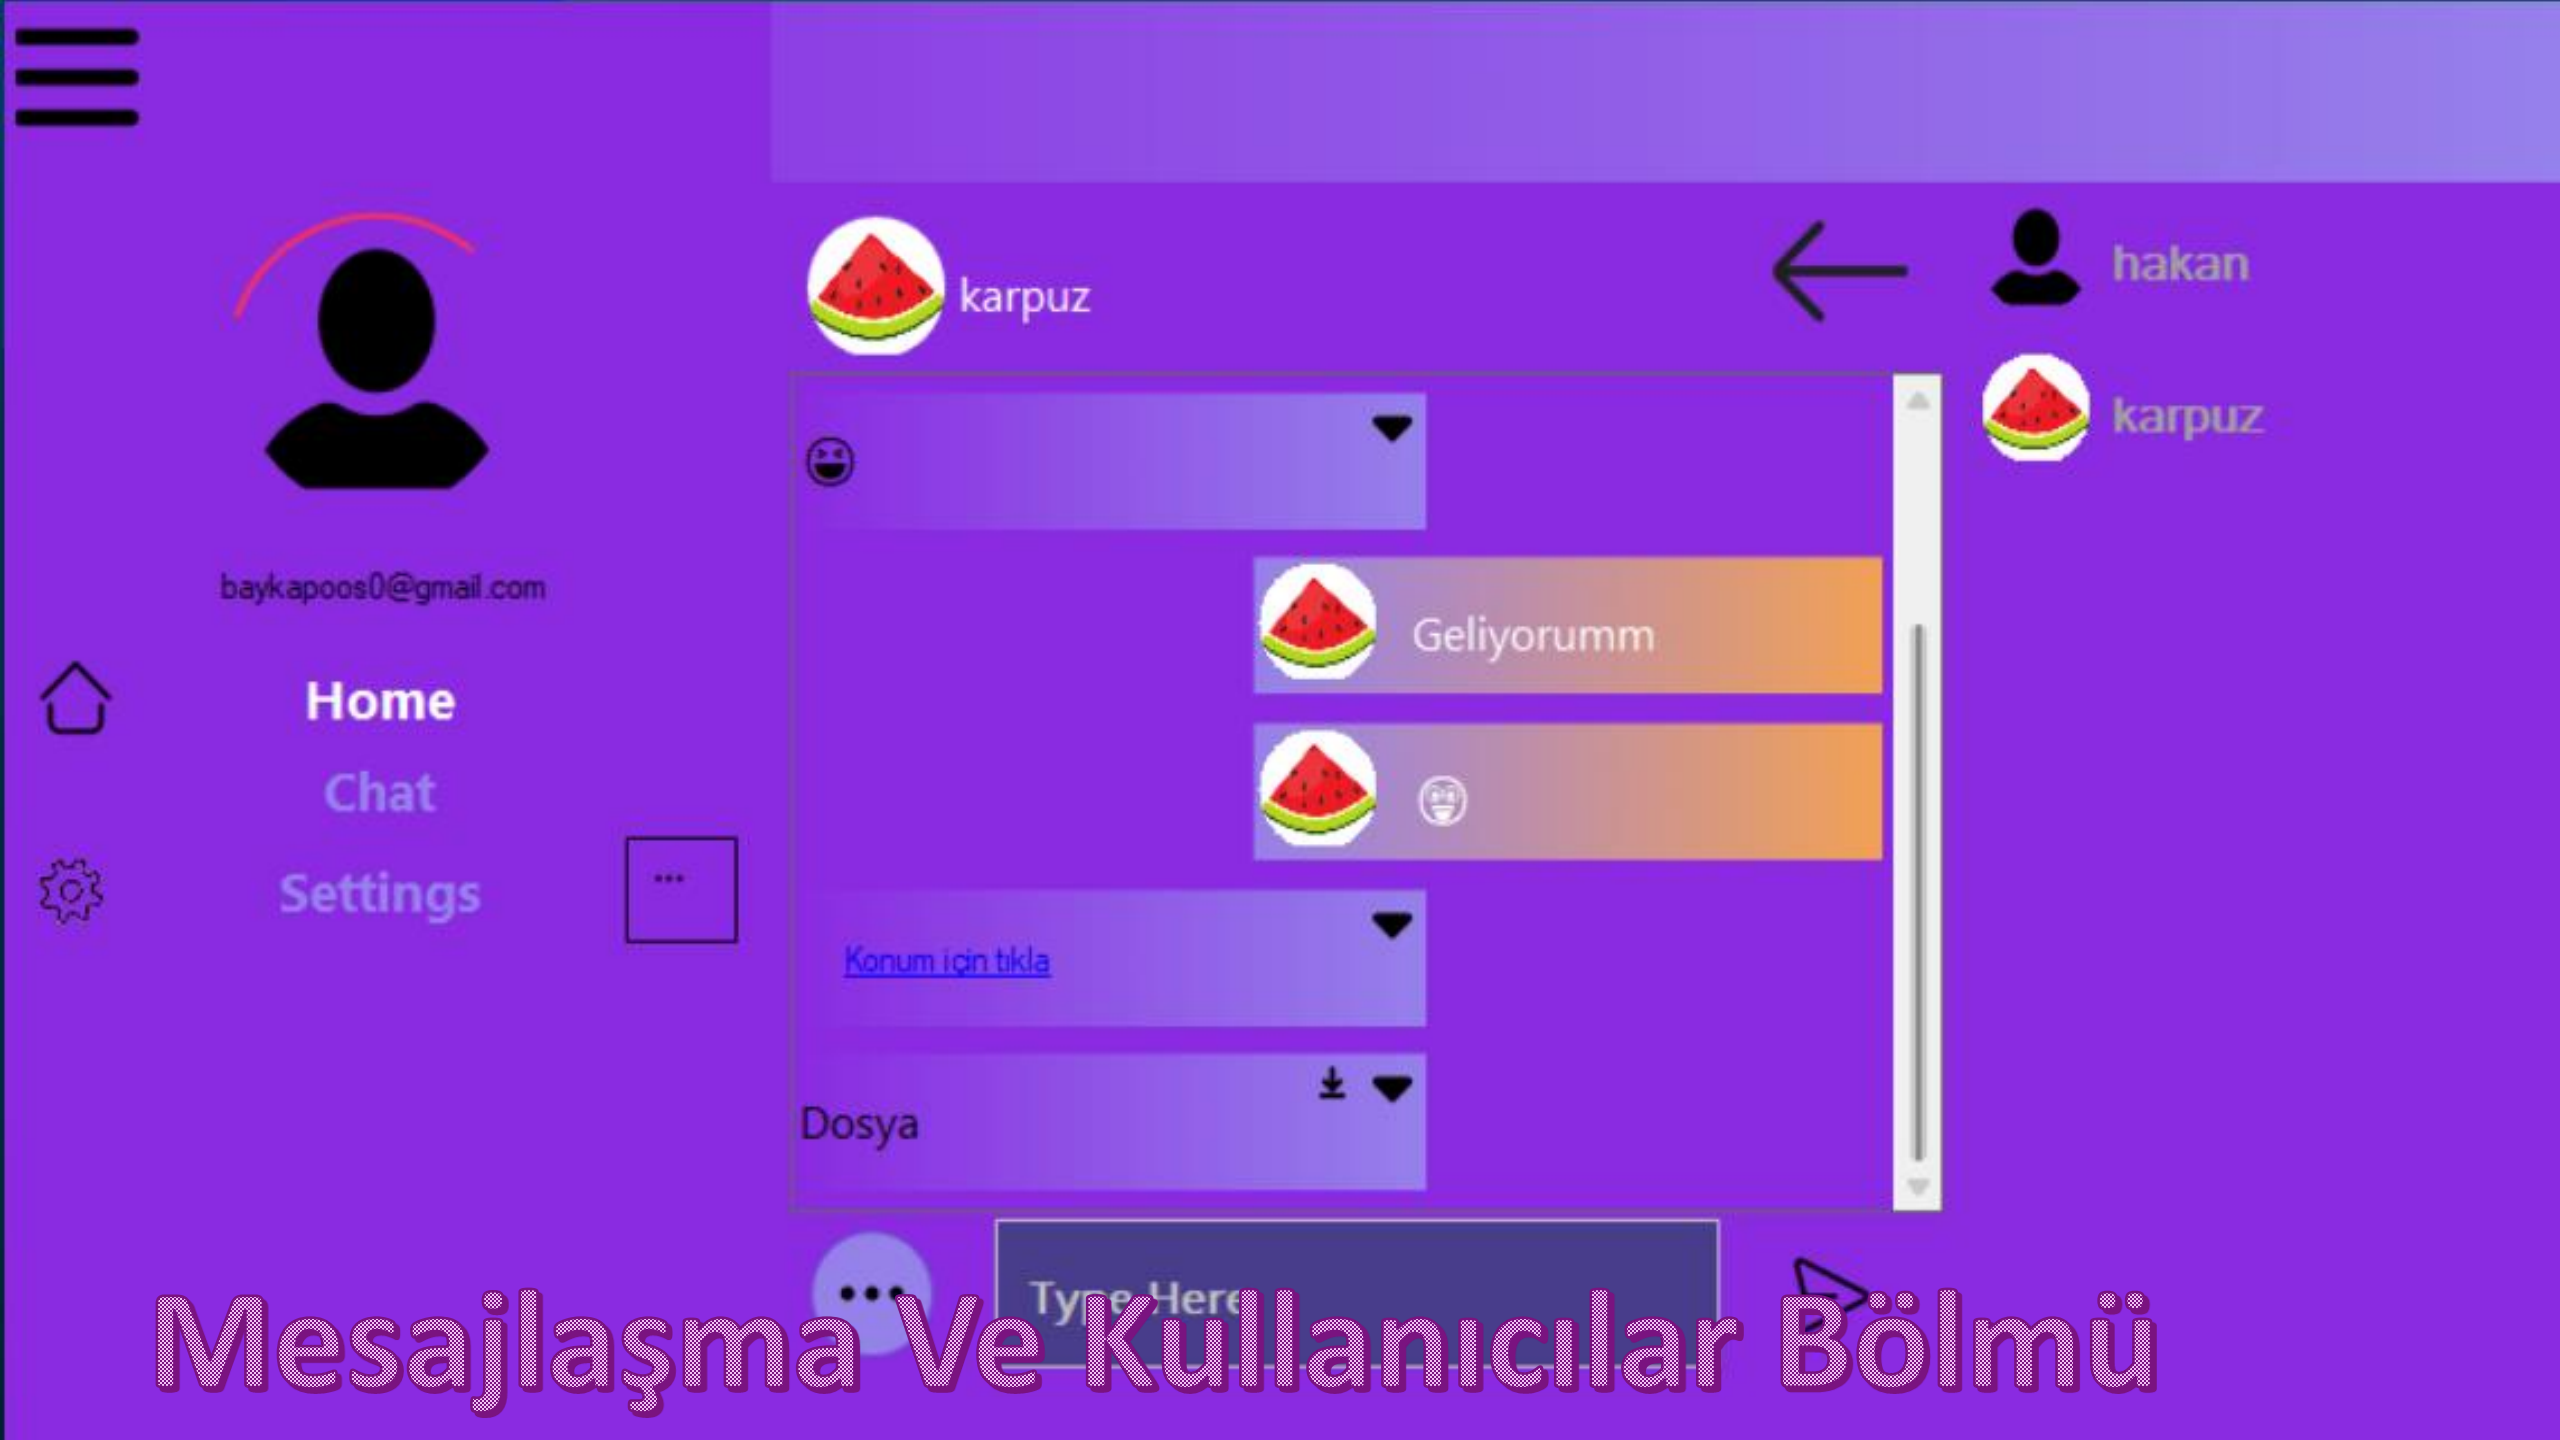 baykapoos0@gmail.com
Home
Chat
Settings
...
karpuz
Geliyorumm
Konum için tıkla
Dosya
Type Here
hakan
karpuz
Mesajlaşma Ve Kullanıcılar Bölmü